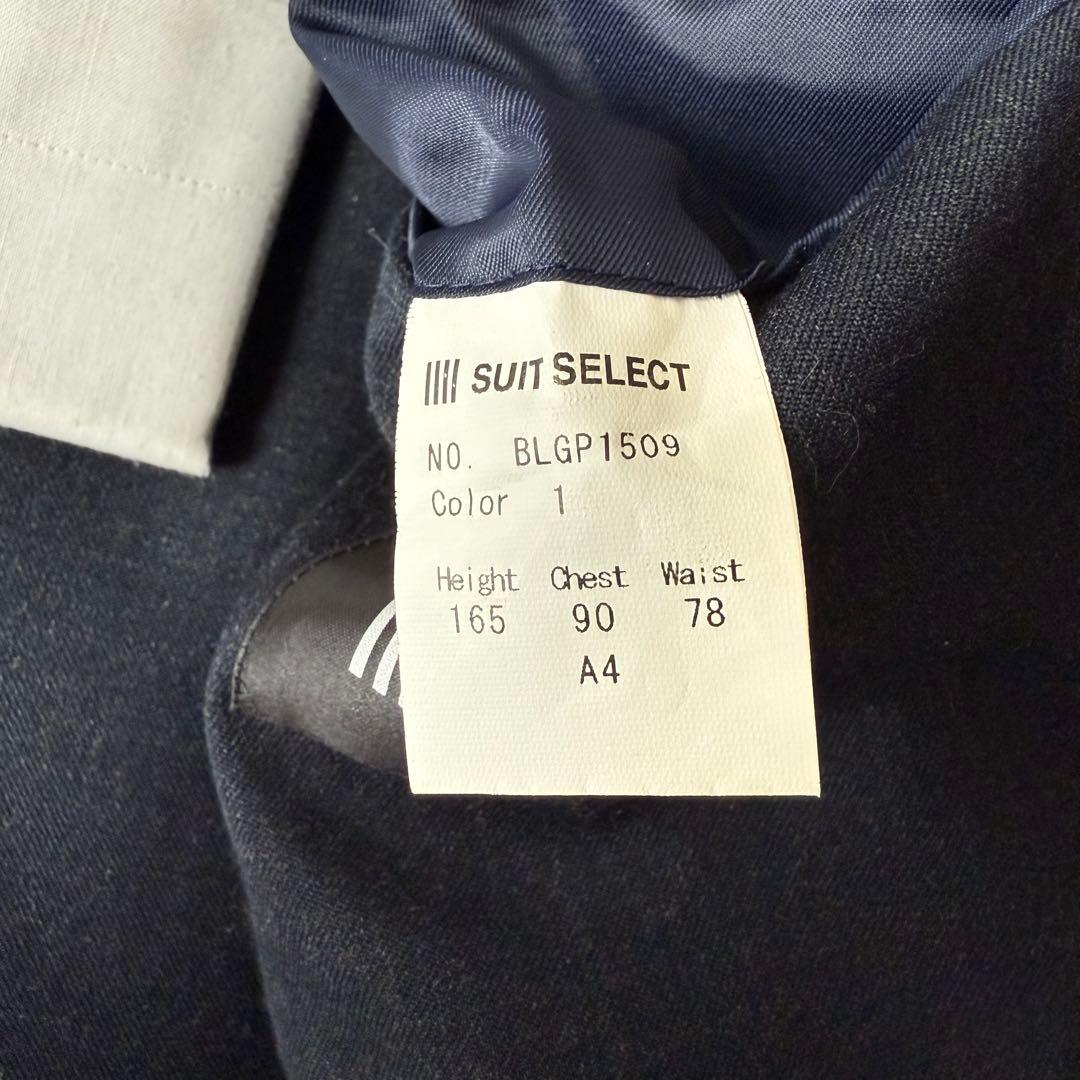 SUIT SELECT
NO. BLGP1509
Color 1
Height Chest Waist
165 90 78
A4